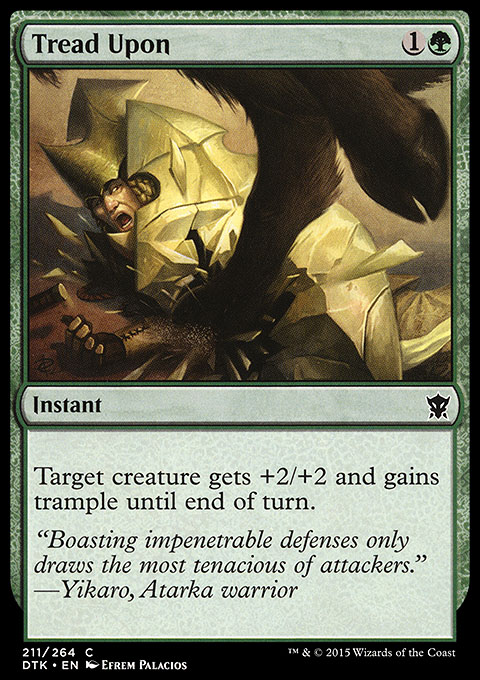 Tread Upon 1
Instant
Target creature gets +2/+2 and gains
trample until end of turn.
“Boasting impenetrable defenses only
draws the most tenacious of attackers.”
—Yikaro, Atarka warrior
211/264 C
DTK • EN Efrem Palacios
™ & © 2015 Wizards of the Coast